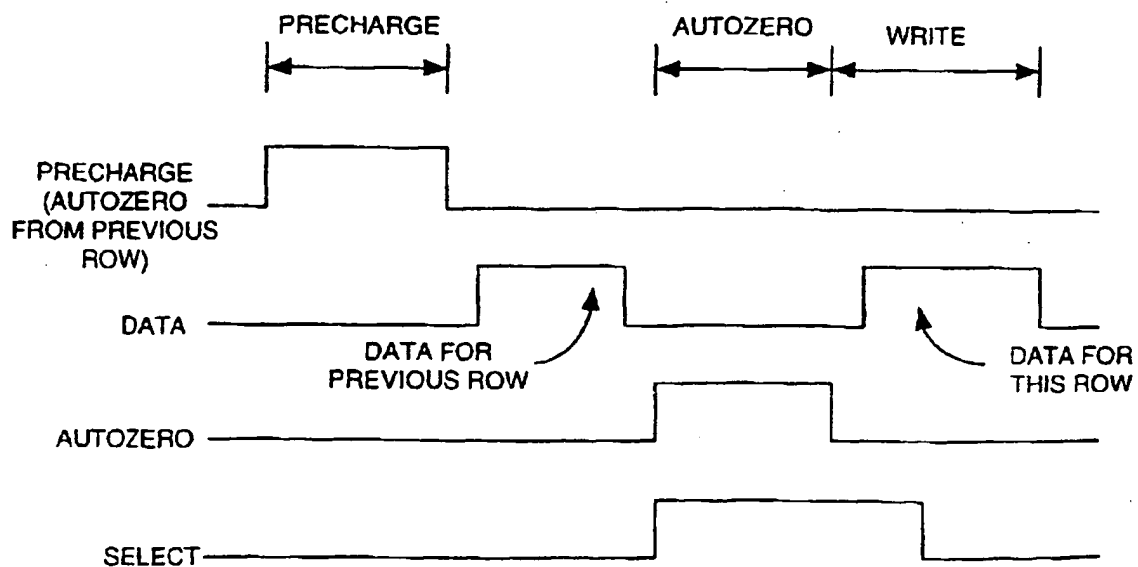 PRECHARGE
AUTOZERO
WRITE
PRECHARGE
(AUTOZERO
FROM PREVIOUS
ROW)
DATA
DATA FOR
PREVIOUS ROW
DATA FOR
THIS ROW
AUTOZERO
SELECT